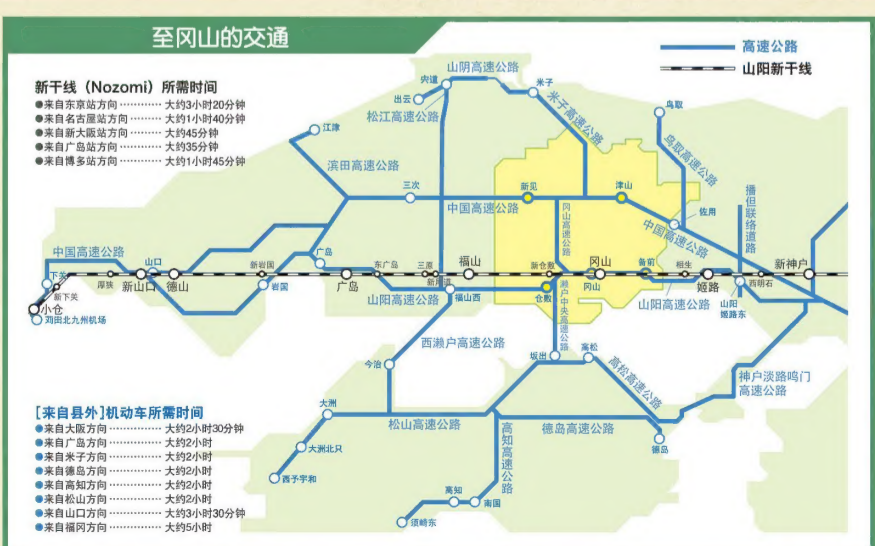 至冈山的交通
高速公路
山阳新干线
新干线（Nozomi）所需时间
●来自东京站方向············大约3小时20分钟
●来自名古屋站方向·········大约1小时40分钟
●来自新大阪站方向·········大约45分钟
●来自广岛站方向············大约35分钟
●来自博多站方向············大约1小时45分钟
山阴高速公路
宍道
米子
出云
松江高速公路
米子高速公路
鸟取
江津
鸟取高速公路
滨田高速公路
三次
新见
津山
中国高速公路
冈山高速公路
佐用
播但联络道路
中国高速公路
中国高速公路
山口
新岩国
广岛
东广岛
三原
福山
新仓敷
冈山
备前
相生
新神户
下关
厚狭
新山口
德山
岩国
广岛
新尾道
冈山
姬路
西明石
新下关
山阳高速公路
福山西
仓敷
濑户中央高速公路
山阳高速公路
山阳
姬路东
小仓
苅田北九州机场
西濑户高速公路
今治
坂出
高松
高松高速公路
神户淡路鸣门
高速公路
大洲
松山高速公路
高知高速公路
德岛高速公路
德岛
大洲北只
西予宇和
高知
南国
须崎东
[来自县外]机动车所需时间
●来自大阪方向············大约2小时30分钟
●来自广岛方向············大约2小时
●来自米子方向············大约2小时
●来自德岛方向············大约2小时
●来自高知方向············大约2小时
●来自松山方向············大约2小时
●来自山口方向············大约3小时30分钟
●来自福冈方向············大约5小时